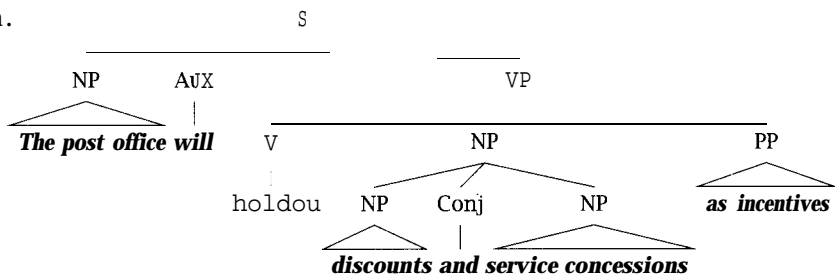 a. S
NP AUX VP
The post office will V NP PP
holdou NP Conj NP as incentives
discounts and service concessions